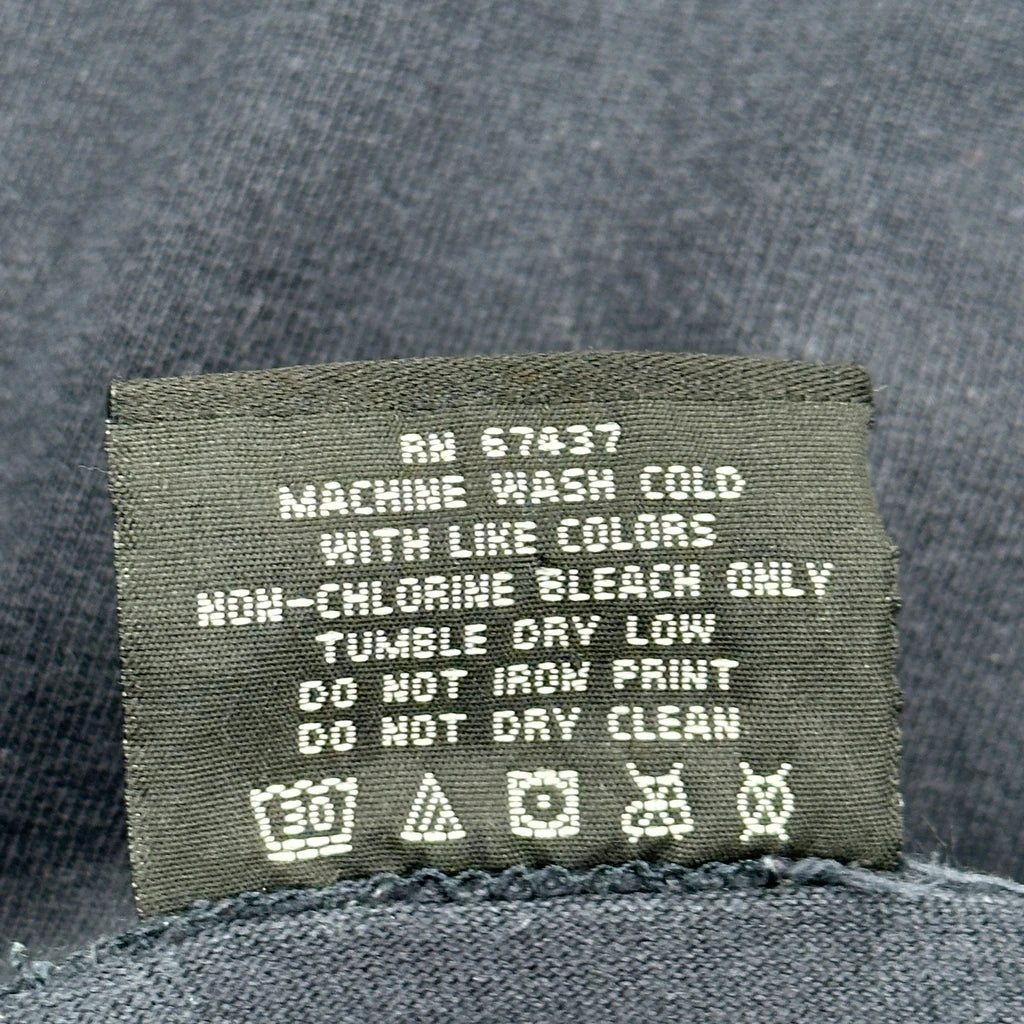 RN 67437
MACHINE WASH COLD
WITH LIKE COLORS
NON-CHLORINE BLEACH ONLY
TUMBLE DRY LOW
DO NOT IRON PRINT
DO NOT DRY CLEAN
30